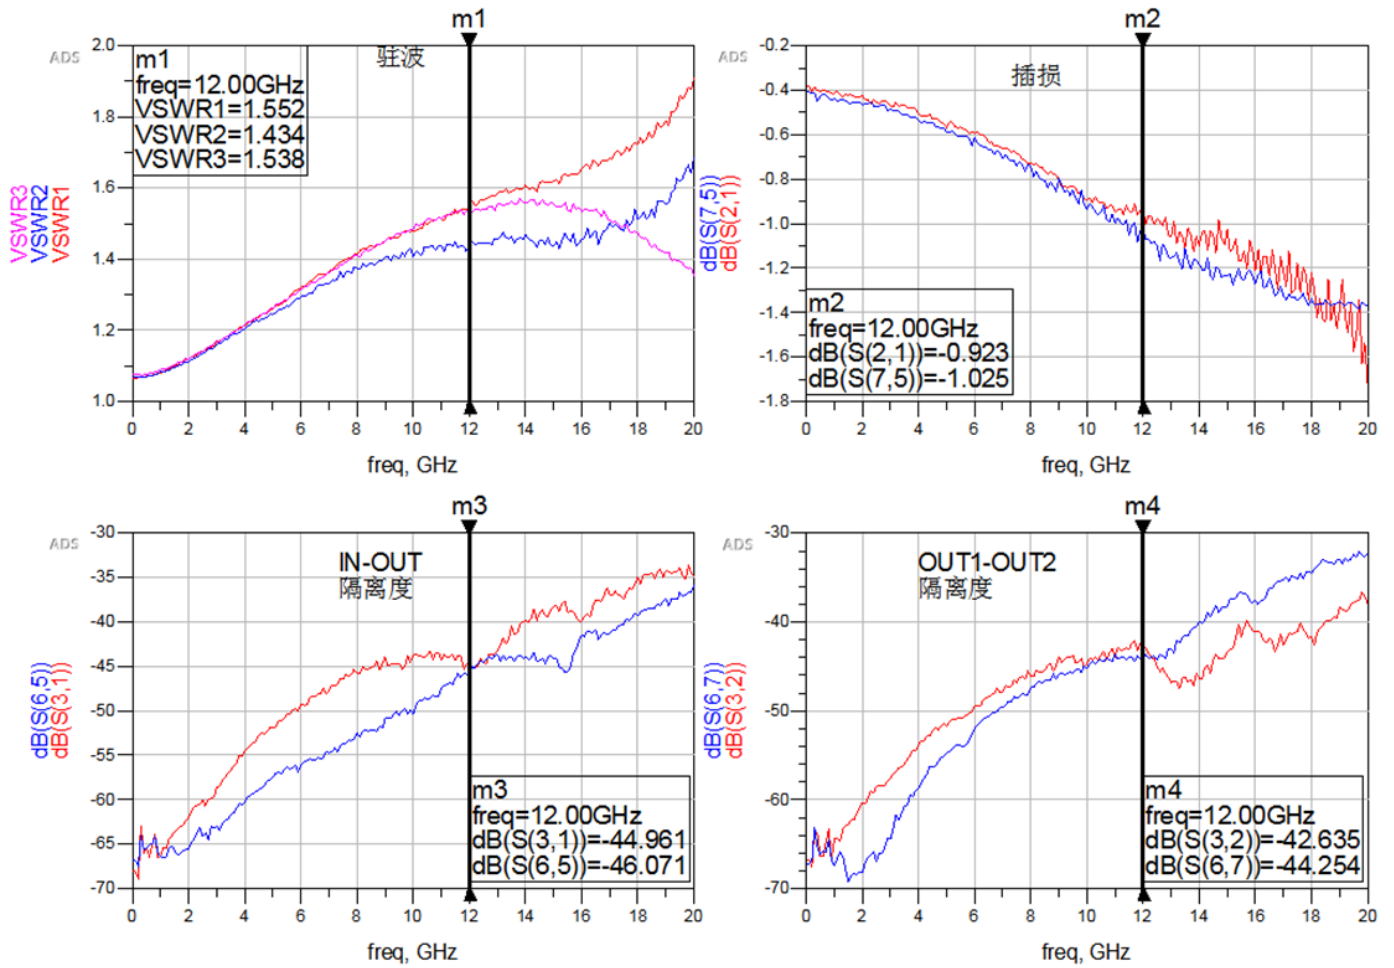 m1
ADS
驻波
m1
freq=12.00GHz
VSWR1=1.552
VSWR2=1.434
VSWR3=1.538
2.0
1.8
1.6
1.4
1.2
1.0
VSWR3
VSWR2
VSWR1
0 2 4 6 8 10 12 14 16 18 20
freq, GHz
m2
ADS
插损
-0.2
-0.4
-0.6
-0.8
-1.0
-1.2
-1.4
-1.6
-1.8
dB(S(7,5))
dB(S(2,1))
m2
freq=12.00GHz
dB(S(2,1))=-0.923
dB(S(7,5))=-1.025
0 2 4 6 8 10 12 14 16 18 20
freq, GHz
m3
ADS
IN-OUT
隔离度
-30
-35
-40
-45
-50
-55
-60
-65
-70
dB(S(6,5))
dB(S(3,1))
m3
freq=12.00GHz
dB(S(3,1))=-44.961
dB(S(6,5))=-46.071
0 2 4 6 8 10 12 14 16 18 20
freq, GHz
m4
ADS
OUT1-OUT2
隔离度
-30
-40
-50
-60
-70
dB(S(6,7))
dB(S(3,2))
m4
freq=12.00GHz
dB(S(3,2))=-42.635
dB(S(6,7))=-44.254
0 2 4 6 8 10 12 14 16 18 20
freq, GHz